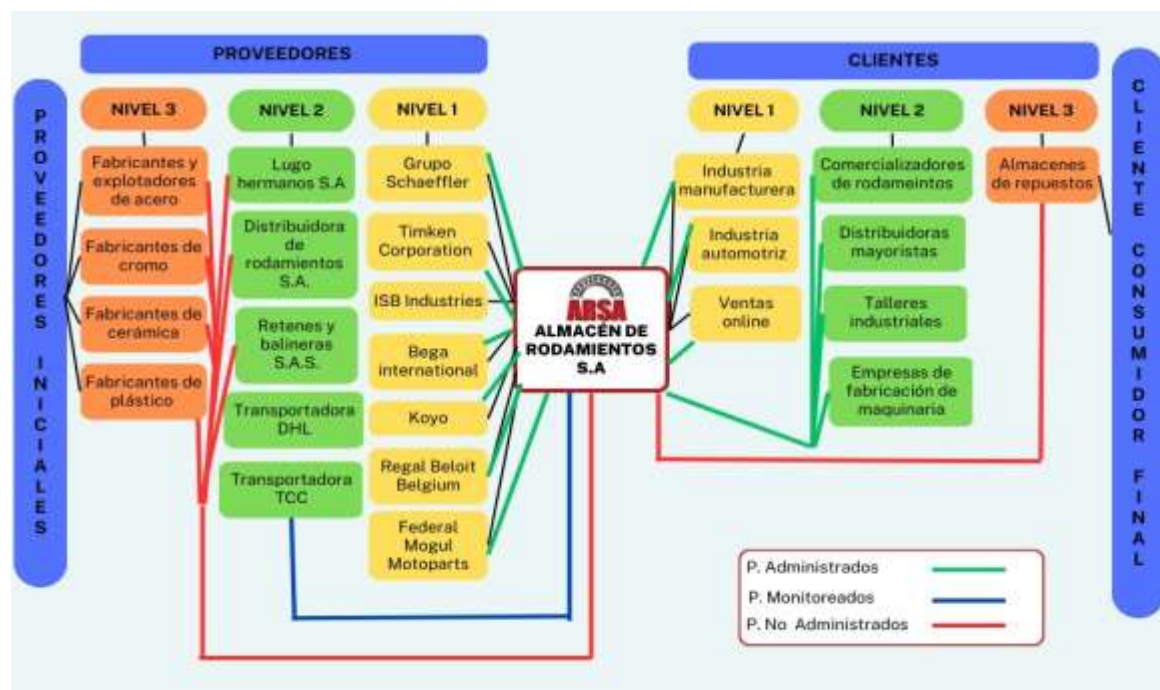 PROVEEDORES
CLIENTES
PROVEEDORES INICIALES
NIVEL 3
Fabricantes y
explotadores
de acero
Fabricantes de
cromo
Fabricantes de
cerámica
Fabricantes de
plástico
NIVEL 2
Lugo
hermanos S.A
Distribuidora
de
rodamientos
S.A.
Retenes y
balineras
S.A.S.
Transportadora
DHL
Transportadora
TCC
NIVEL 1
Grupo
Schaeffler
Timken
Corporation
ISB Industries
Bega
international
Koyo
Regal Beloit
Belgium
Federal
Mogul
Motoparts
ARSA
ALMACÉN DE
RODAMIENTOS
S.A
NIVEL 1
Industria
manufacturera
Industria
automotriz
Ventas
online
NIVEL 2
Comercializadores
de rodameintos
Distribuidoras
mayoristas
Talleres
industriales
Empresas de
fabricación de
maquinaria
NIVEL 3
Almacenes
de repuestos
CLIENTE CONSUMIDOR FINAL
P. Administrados
P. Monitoreados
P. No Administrados